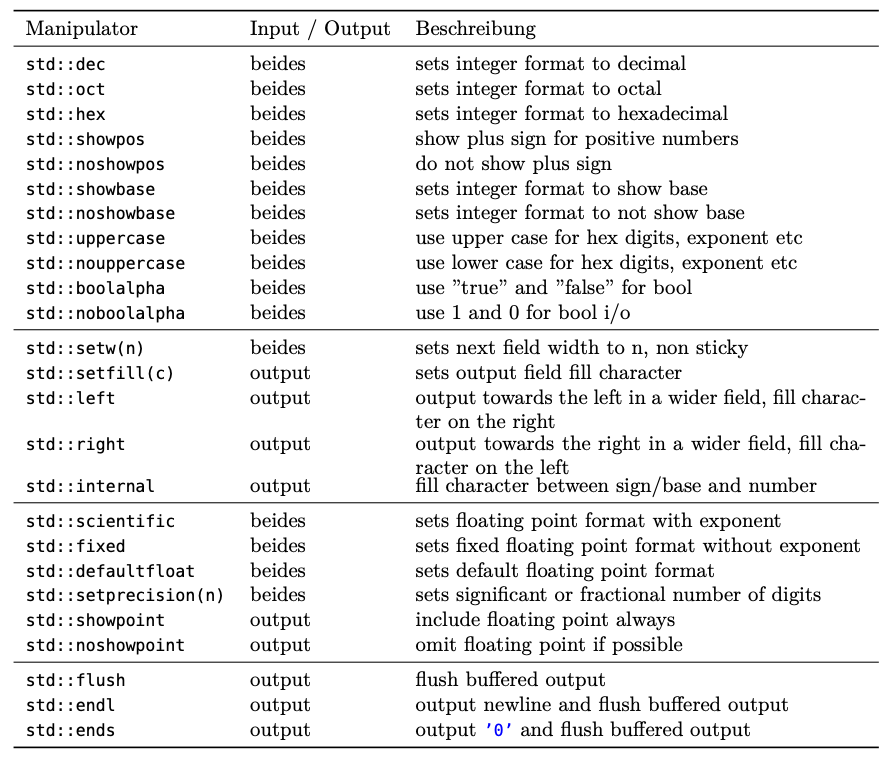 Manipulator Input / Output Beschreibung
std::dec beides sets integer format to decimal
std::oct beides sets integer format to octal
std::hex beides sets integer format to hexadecimal
std::showpos beides show plus sign for positive numbers
std::noshowpos beides do not show plus sign
std::showbase beides sets integer format to show base
std::noshowbase beides sets integer format to not show base
std::uppercase beides use upper case for hex digits, exponent etc
std::nouppercase beides use lower case for hex digits, exponent etc
std::boolalpha beides use ”true” and ”false” for bool
std::noboolalpha beides use 1 and 0 for bool i/o
std::setw(n) beides sets next field width to n, non sticky
std::setfill(c) output sets output field fill character
std::left output output towards the left in a wider field, fill charac-
ter on the right
std::right output output towards the right in a wider field, fill cha-
racter on the left
std::internal output fill character between sign/base and number
std::scientific beides sets floating point format with exponent
std::fixed beides sets fixed floating point format without exponent
std::defaultfloat beides sets default floating point format
std::setprecision(n) beides sets significant or fractional number of digits
std::showpoint output include floating point always
std::noshowpoint output omit floating point if possible
std::flush output flush buffered output
std::endl output output newline and flush buffered output
std::ends output output ’0’ and flush buffered output